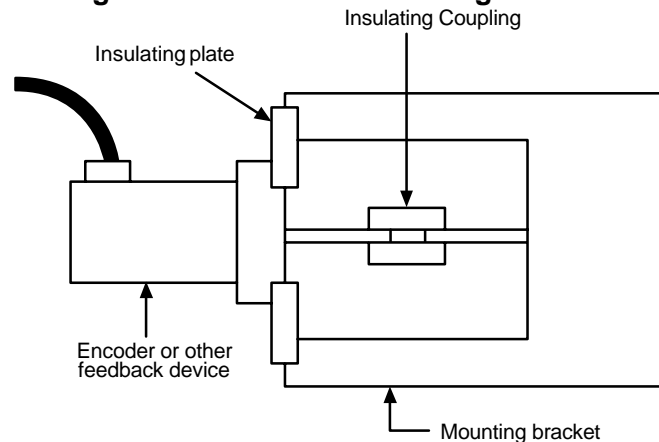 Insulating Coupling
Insulating plate
Encoder or other
feedback device
Mounting bracket